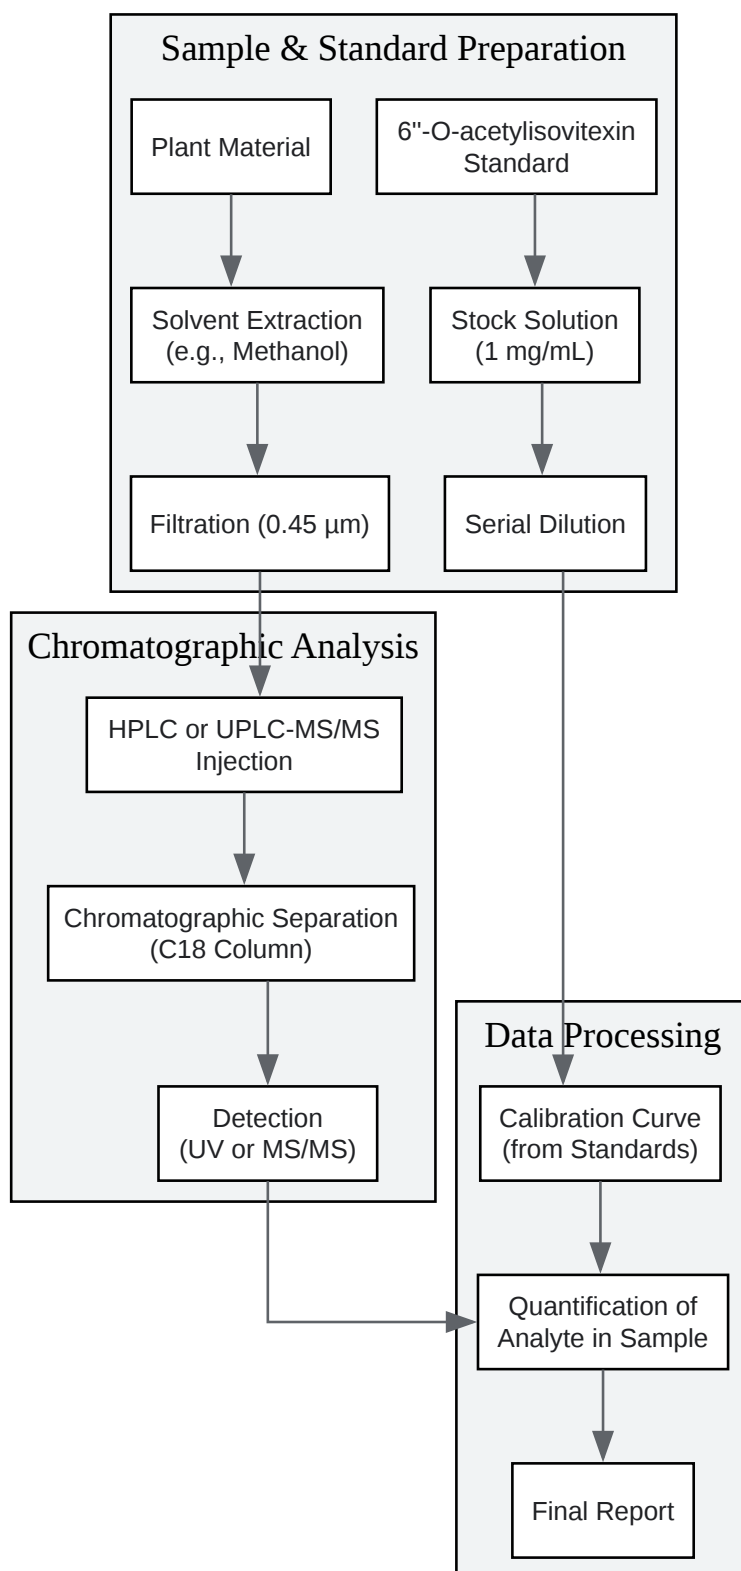 Sample & Standard Preparation
Plant Material
6"-O-acetylisovitexin
Standard
Solvent Extraction
(e.g., Methanol)
Stock Solution
(1 mg/mL)
Filtration (0.45 µm)
Serial Dilution
Chromatographic Analysis
HPLC or UPLC-MS/MS
Injection
Chromatographic Separation
(C18 Column)
Detection
(UV or MS/MS)
Data Processing
Calibration Curve
(from Standards)
Quantification of
Analyte in Sample
Final Report